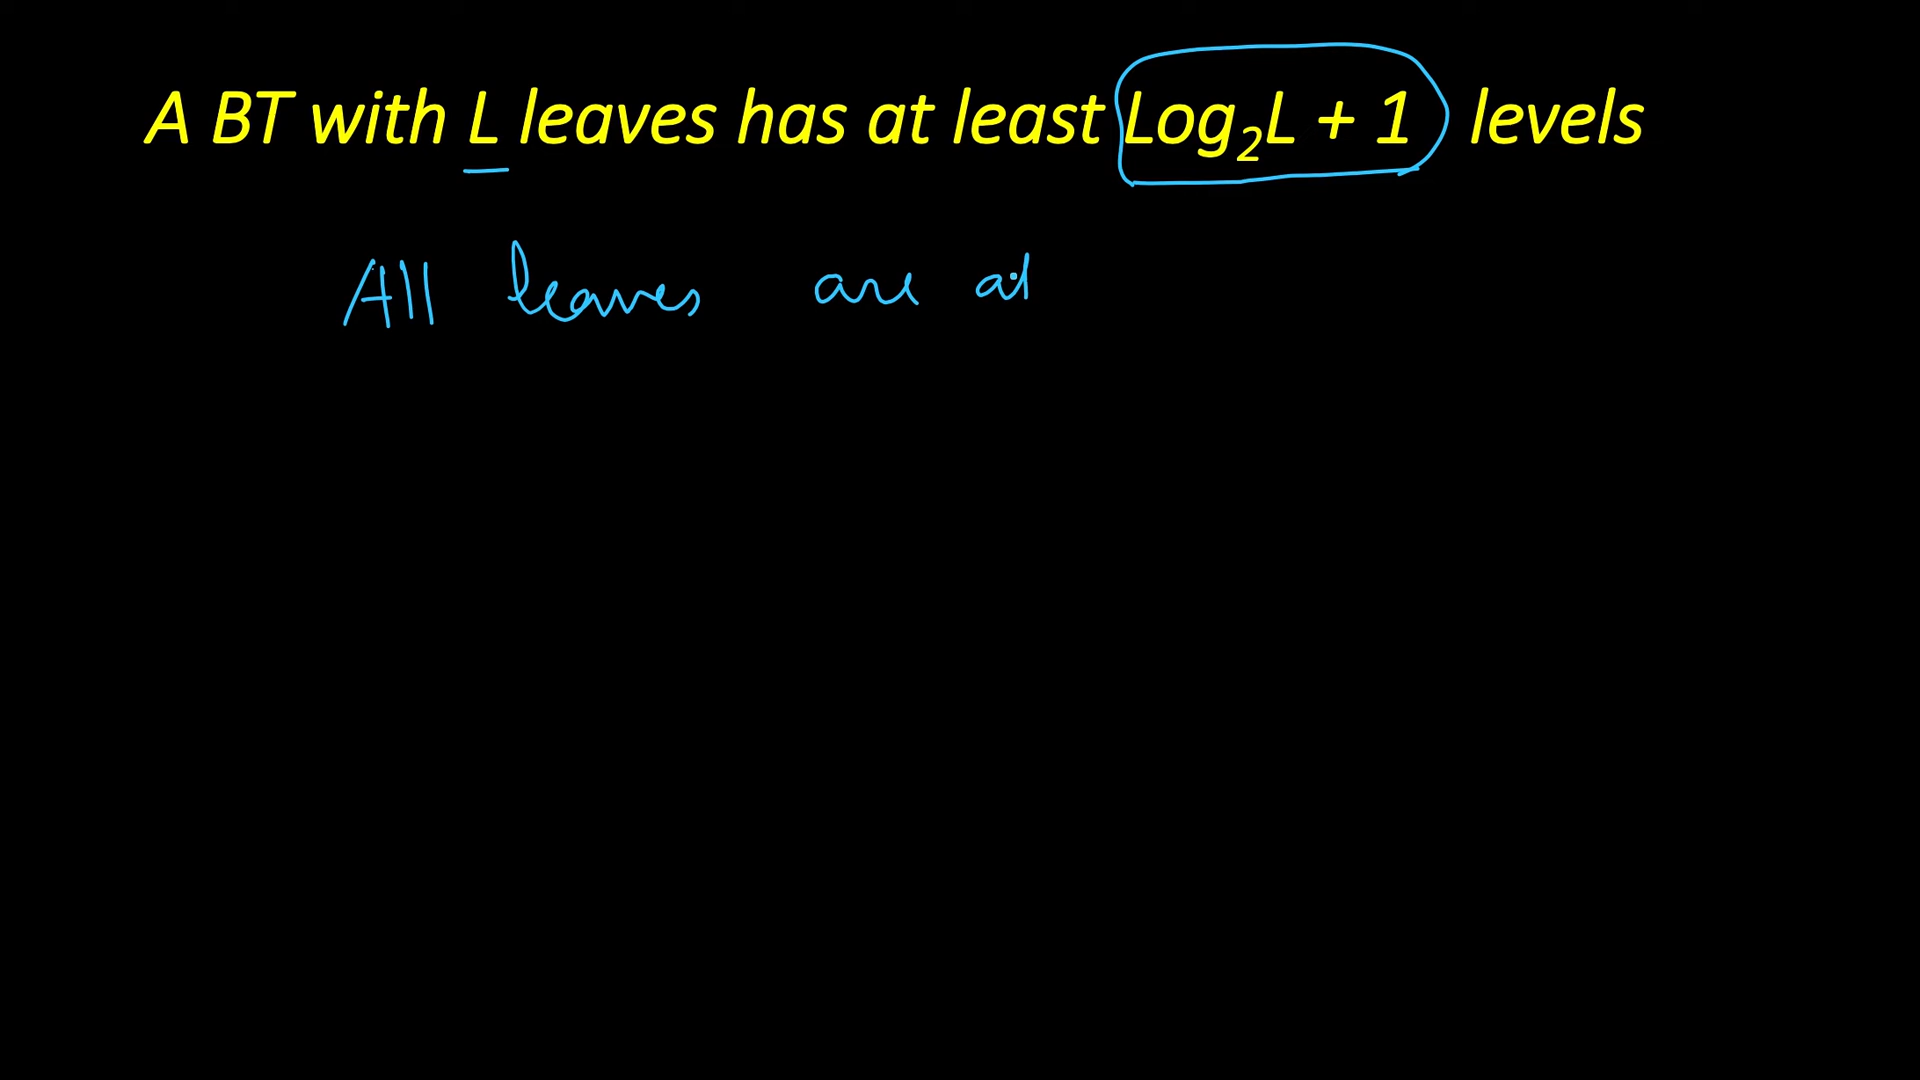 A BT with L leaves has at least Log₂L + 1 levels
All leaves are at